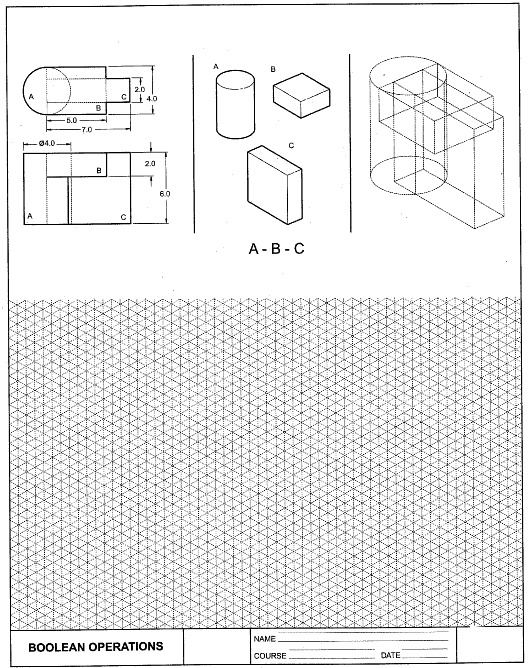 A
C
B
2.0
4.0
5.0
7.0
Ø4.0
B
A
C
2.0
6.0
A
B
C
A - B - C
BOOLEAN OPERATIONS
NAME
COURSE
DATE